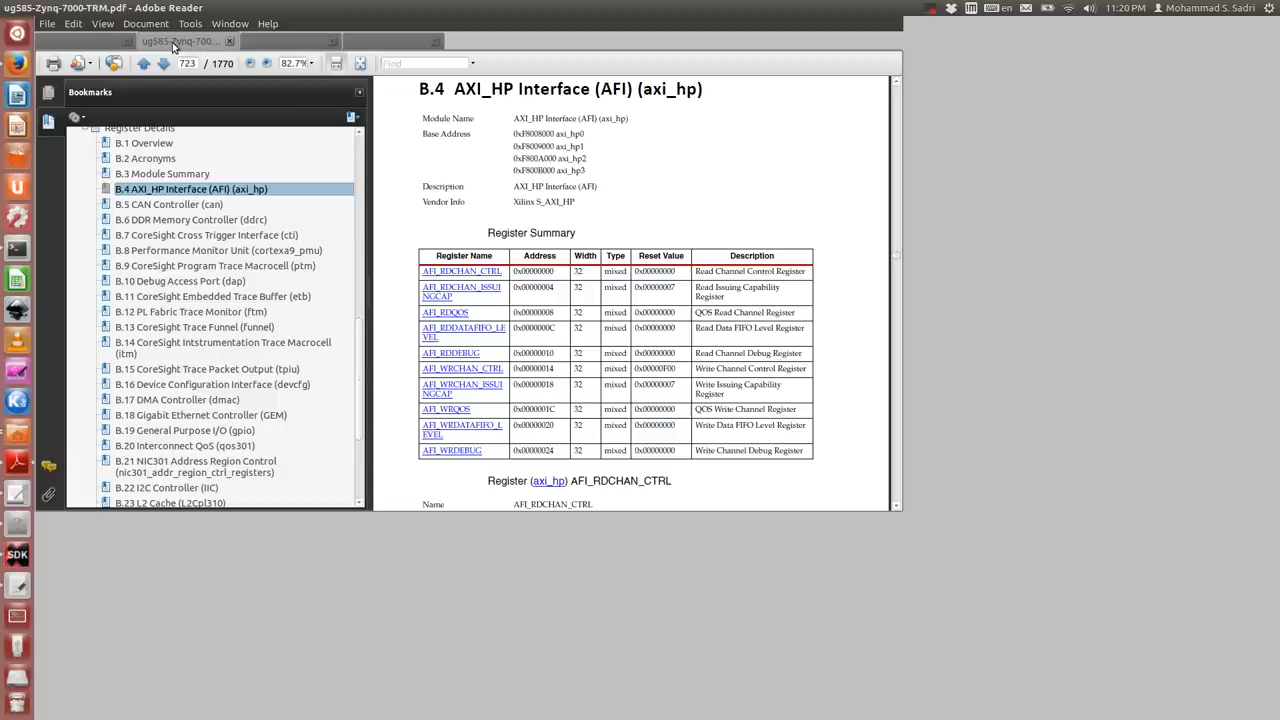 ug585-Zynq-7000-TRM.pdf - Adobe Reader
en
11:20 PM
Mohammad S. Sadri
File Edit View Document Tools Window Help
ug585-Zynq-700...
723 / 1770
82.7%
Find
Bookmarks
Register Details
B.1 Overview
B.2 Acronyms
B.3 Module Summary
B.4 AXI_HP Interface (AFI) (axi_hp)
B.5 CAN Controller (can)
B.6 DDR Memory Controller (ddrc)
B.7 CoreSight Cross Trigger Interface (cti)
B.8 Performance Monitor Unit (cortexa9_pmu)
B.9 CoreSight Program Trace Macrocell (ptm)
B.10 Debug Access Port (dap)
B.11 CoreSight Embedded Trace Buffer (etb)
B.12 PL Fabric Trace Monitor (ftm)
B.13 CoreSight Trace Funnel (funnel)
B.14 CoreSight Intstrumentation Trace Macrocell
(itm)
B.15 CoreSight Trace Packet Output (tpiu)
B.16 Device Configuration Interface (devcfg)
B.17 DMA Controller (dmac)
B.18 Gigabit Ethernet Controller (GEM)
B.19 General Purpose I/O (gpio)
B.20 Interconnect QoS (qos301)
B.21 NIC301 Address Region Control
(nic301_addr_region_ctrl_registers)
B.22 I2C Controller (IIC)
B.23 L2 Cache (L2Cpl310)
SDK
B.4 AXI_HP Interface (AFI) (axi_hp)
Module Name AXI_HP Interface (AFI) (axi_hp)
Base Address 0xF8008000 axi_hp0
0xF8009000 axi_hp1
0xF800A000 axi_hp2
0xF800B000 axi_hp3
Description AXI_HP Interface (AFI)
Vendor Info Xilinx S_AXI_HP
Register Summary
Register Name Address Width Type Reset Value Description
AFI_RDCHAN_CTRL 0x00000000 32 mixed 0x00000000 Read Channel Control Register
AFI_RDCHAN_ISSUI
NGCAP 0x00000004 32 mixed 0x00000007 Read Issuing Capability
Register
AFI_RDQOS 0x00000008 32 mixed 0x00000000 QOS Read Channel Register
AFI_RDDATAFIFO_LE
VEL 0x0000000C 32 mixed 0x00000000 Read Data FIFO Level Register
AFI_RDDEBUG 0x00000010 32 mixed 0x00000000 Read Channel Debug Register
AFI_WRCHAN_CTRL 0x00000014 32 mixed 0x00000F00 Write Channel Control Register
AFI_WRCHAN_ISSUI
NGCAP 0x00000018 32 mixed 0x00000007 Write Issuing Capability
Register
AFI_WRQOS 0x0000001C 32 mixed 0x00000000 QOS Write Channel Register
AFI_WRDATAFIFO_L
EVEL 0x00000020 32 mixed 0x00000000 Write Data FIFO Level Register
AFI_WRDEBUG 0x00000024 32 mixed 0x00000000 Write Channel Debug Register
Register (axi_hp) AFI_RDCHAN_CTRL
Name AFI_RDCHAN_CTRL